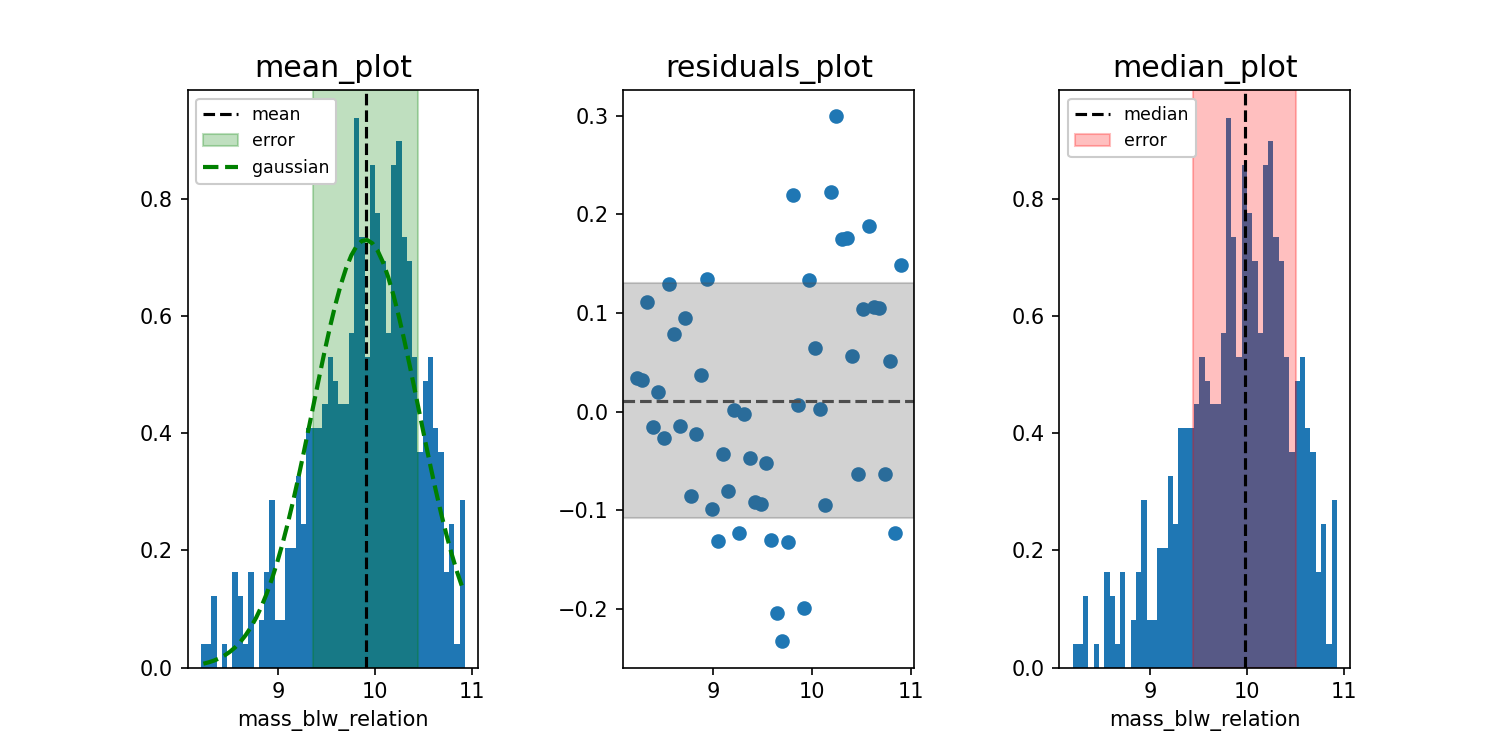 mean_plot
mean
error
gaussian
0.8
0.6
0.4
0.2
0.0
9 10 11
mass_blw_relation
residuals_plot
0.3
0.2
0.1
0.0
−0.1
−0.2
9 10 11
median_plot
median
error
0.8
0.6
0.4
0.2
0.0
9 10 11
mass_blw_relation